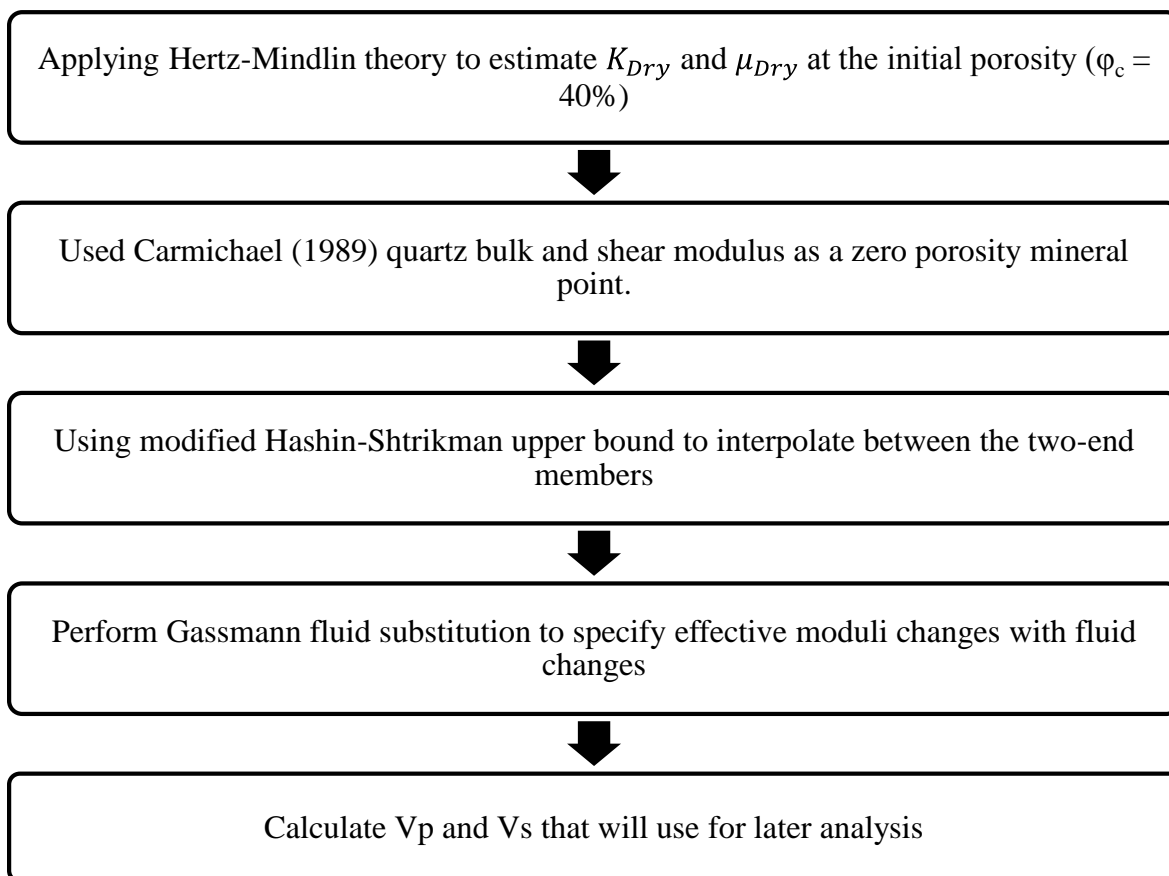 Applying Hertz-Mindlin theory to estimate K_Dry and μ_Dry at the initial porosity (φ_c =
40%)
Used Carmichael (1989) quartz bulk and shear modulus as a zero porosity mineral
point.
Using modified Hashin-Shtrikman upper bound to interpolate between the two-end
members
Perform Gassmann fluid substitution to specify effective moduli changes with fluid
changes
Calculate Vp and Vs that will use for later analysis